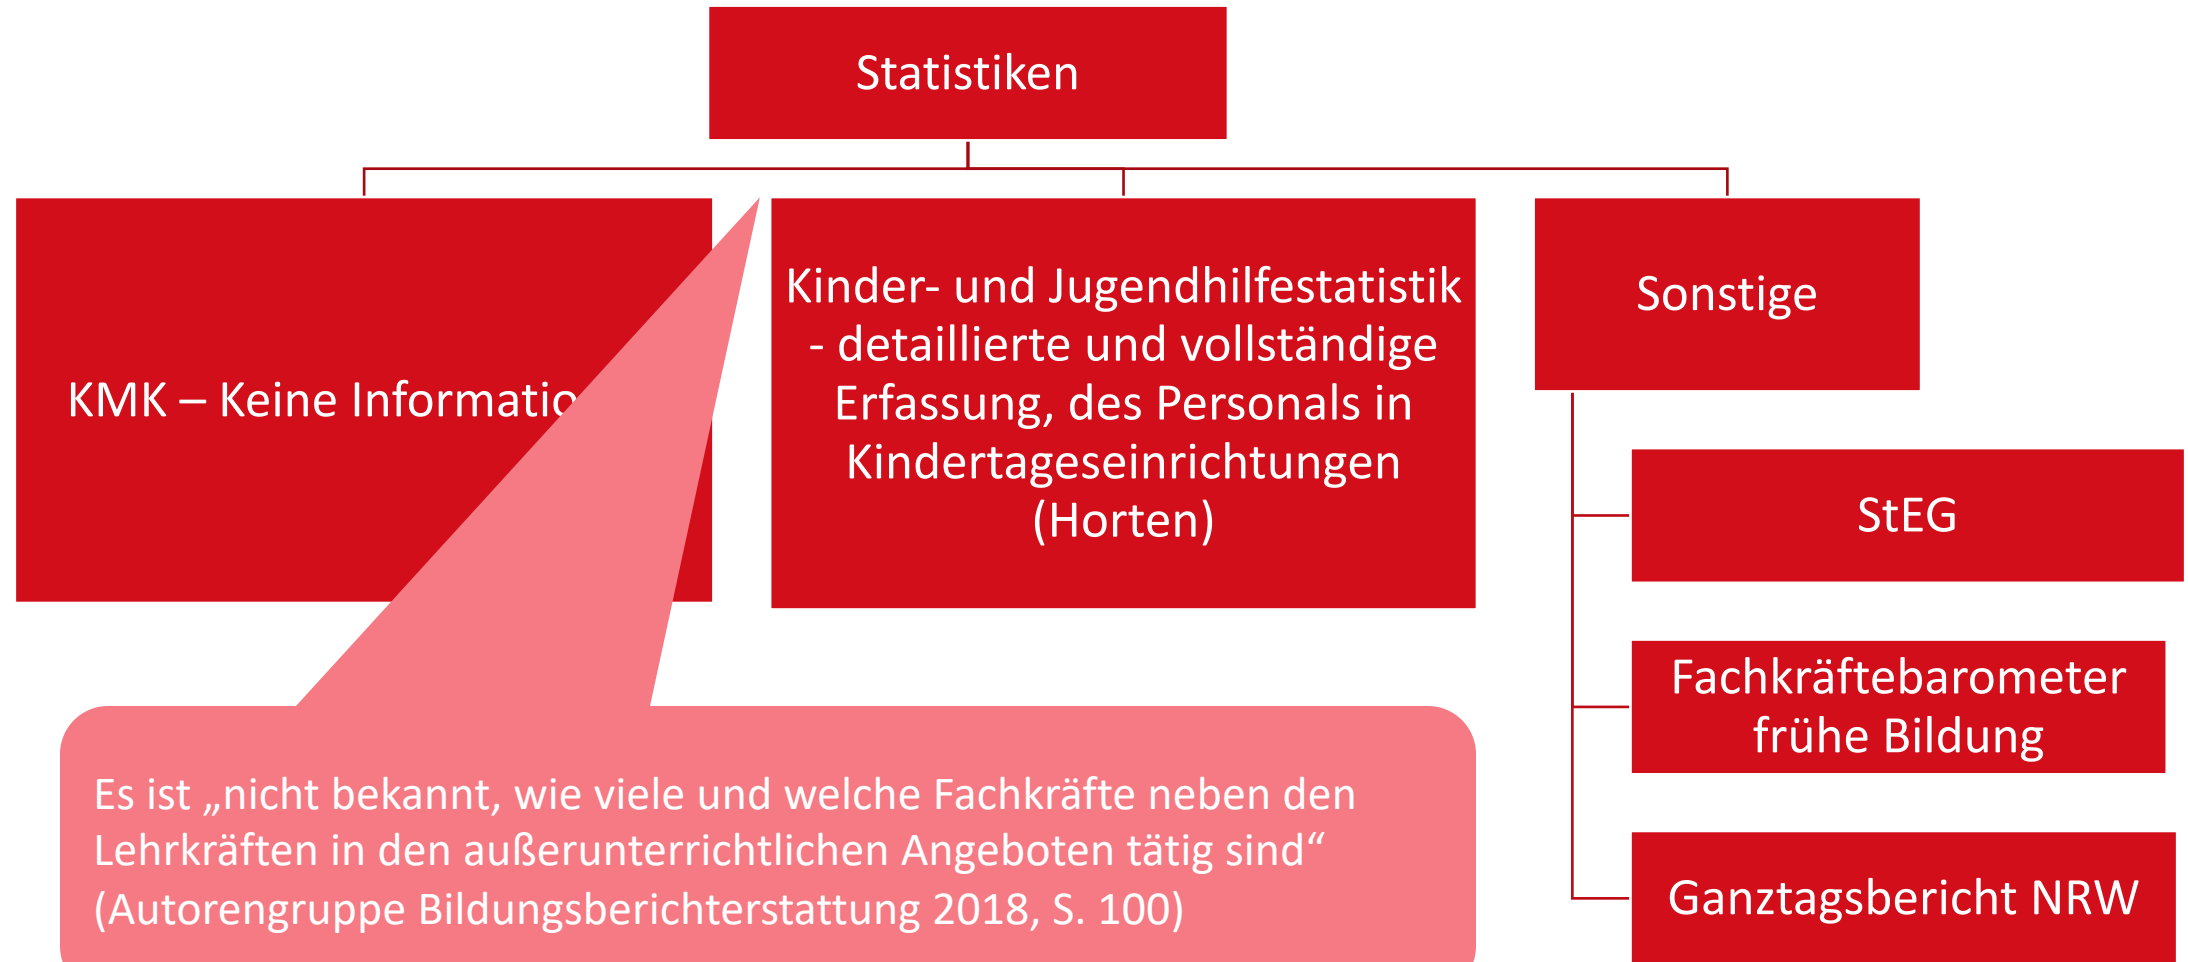 Statistiken
KMK – Keine Informatio
Kinder- und Jugendhilfestatistik
- detaillierte und vollständige
Erfassung, des Personals in
Kindertageseinrichtungen
(Horten)
Sonstige
StEG
Fachkräftebarometer
frühe Bildung
Ganztagsbericht NRW
Es ist „nicht bekannt, wie viele und welche Fachkräfte neben den
Lehrkräften in den außerunterrichtlichen Angeboten tätig sind“
(Autorengruppe Bildungsberichterstattung 2018, S. 100)